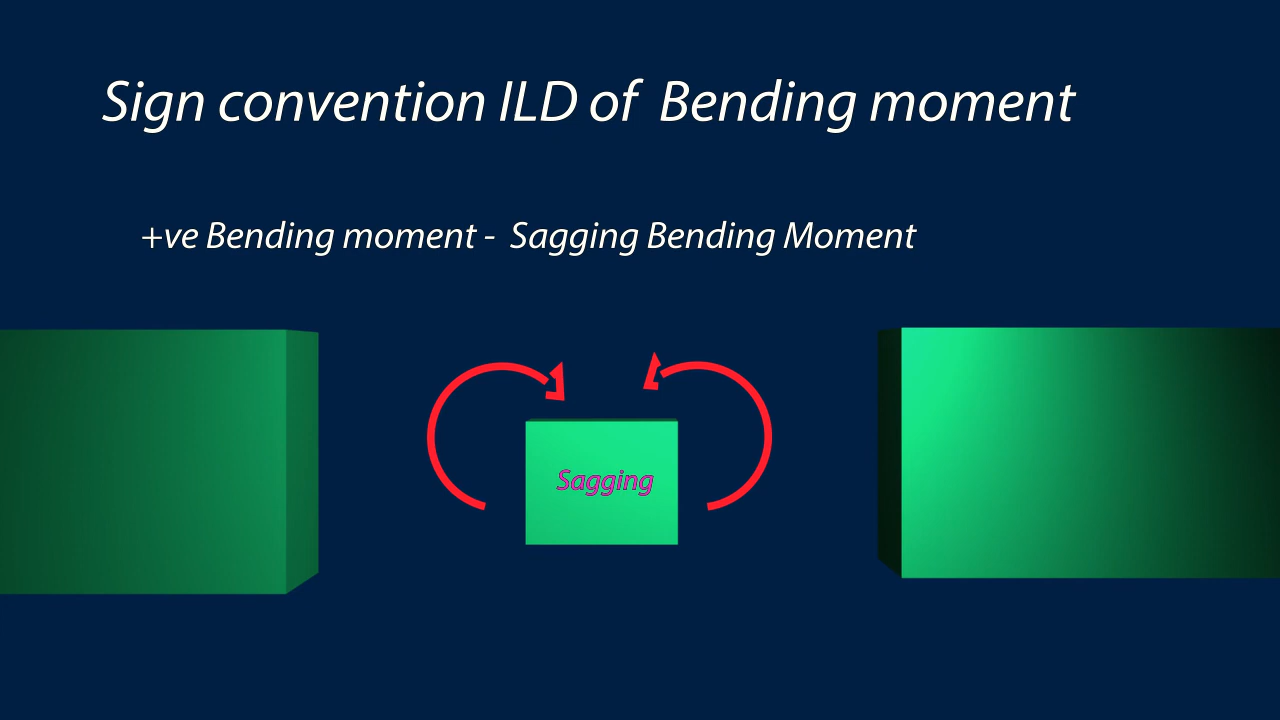 Sign convention ILD of Bending moment
+ve Bending moment - Sagging Bending Moment
Sagging